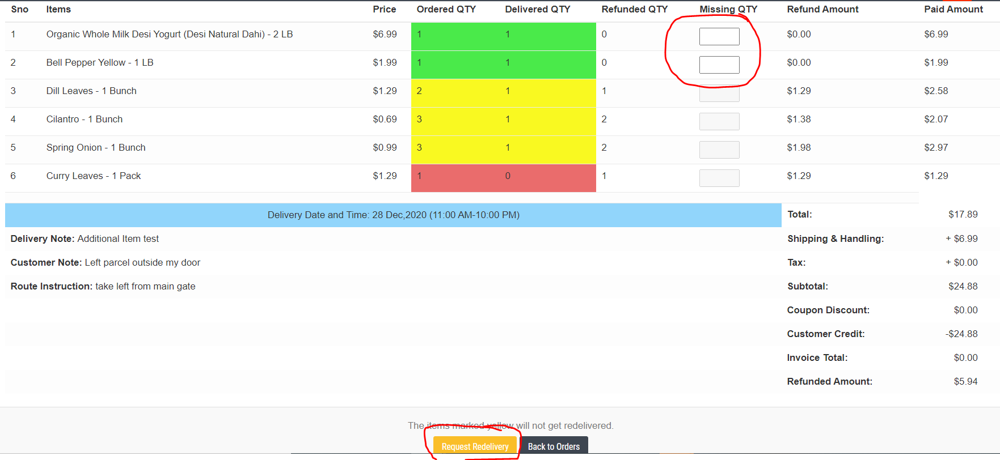 Sno Items Price Ordered QTY Delivered QTY Refunded QTY Missing QTY Refund Amount Paid Amount
1 Organic Whole Milk Desi Yogurt (Desi Natural Dahi) - 2 LB $6.99 1 1 0 $0.00 $6.99
2 Bell Pepper Yellow - 1 LB $1.99 1 1 0 $0.00 $1.99
3 Dill Leaves - 1 Bunch $1.29 2 1 1 $1.29 $2.58
4 Cilantro - 1 Bunch $0.69 3 1 2 $1.38 $2.07
5 Spring Onion - 1 Bunch $0.99 3 1 2 $1.98 $2.97
6 Curry Leaves - 1 Pack $1.29 1 0 1 $1.29 $1.29
Delivery Date and Time: 28 Dec,2020 (11:00 AM-10:00 PM) Total: $17.89
Delivery Note: Additional Item test Shipping & Handling: + $6.99
Customer Note: Left parcel outside my door Tax: + $0.00
Route Instruction: take left from main gate Subtotal: $24.88
Coupon Discount: $0.00
Customer Credit: -$24.88
Invoice Total: $0.00
Refunded Amount: $5.94
The items marked yellow will not get redelivered.
Request Redelivery Back to Orders